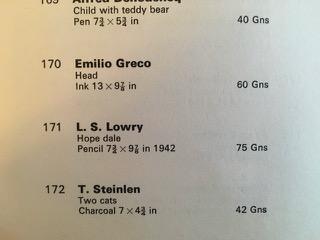 Child with teddy bear
Pen 7¾ × 5¾ in 40 Gns
170 Emilio Greco
Head
Ink 13 × 9⅞ in 60 Gns
171 L. S. Lowry
Hope dale
Pencil 7¾ × 9⅞ in 1942 75 Gns
172 T. Steinlen
Two cats
Charcoal 7 × 4¾ in 42 Gns